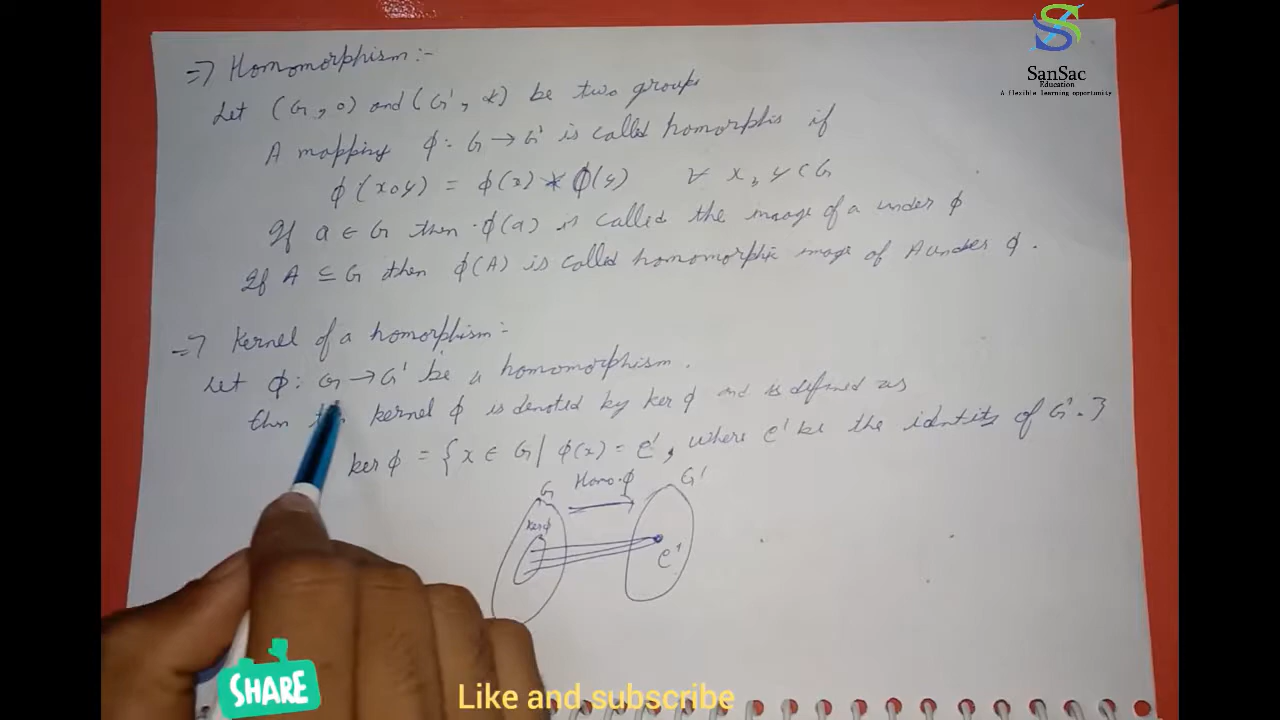 => Homomorphism:-
Let (G, o) and (G', *) be two groups
A mapping φ: G → G' is called homorphis if
φ(xoy) = φ(x) * φ(y) ∀ x, y ∈ G
If a ∈ G then φ(a) is called the image of a under φ
If A ⊆ G then φ(A) is called homomorphic image of A under φ.
=> Kernel of a homorphism:-
Let φ: G → G' be a homomorphism.
then kernel φ is denoted by ker φ and is defined as
ker φ = { x ∈ G | φ(x) = e', where e' be the identity of G'. }
G Homo. φ G'
ker φ
e'
SanSac
Education
A flexible learning opportunity
SHARE
Like and subscribe